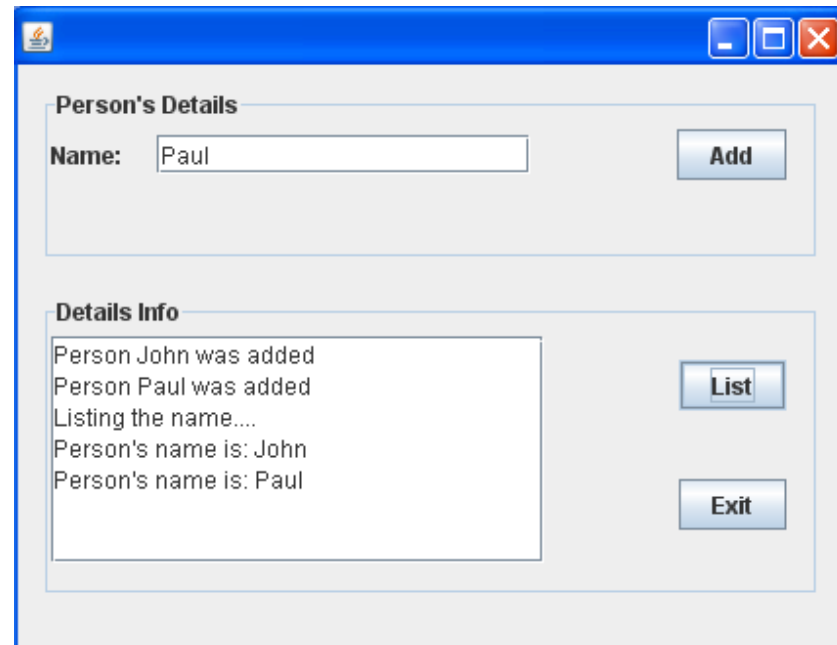 Person's Details
Name: Paul Add
Details Info
Person John was added
Person Paul was added
Listing the name....
Person's name is: John
Person's name is: Paul
List
Exit